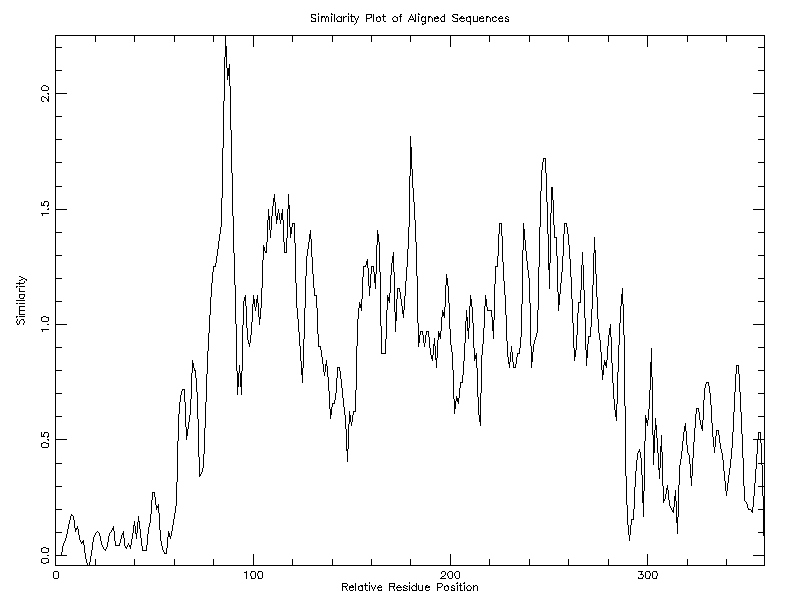 Similarity Plot of Aligned Sequences
2.0
1.5
1.0
0.5
0.0
Similarity
0 100 200 300
Relative Residue Position